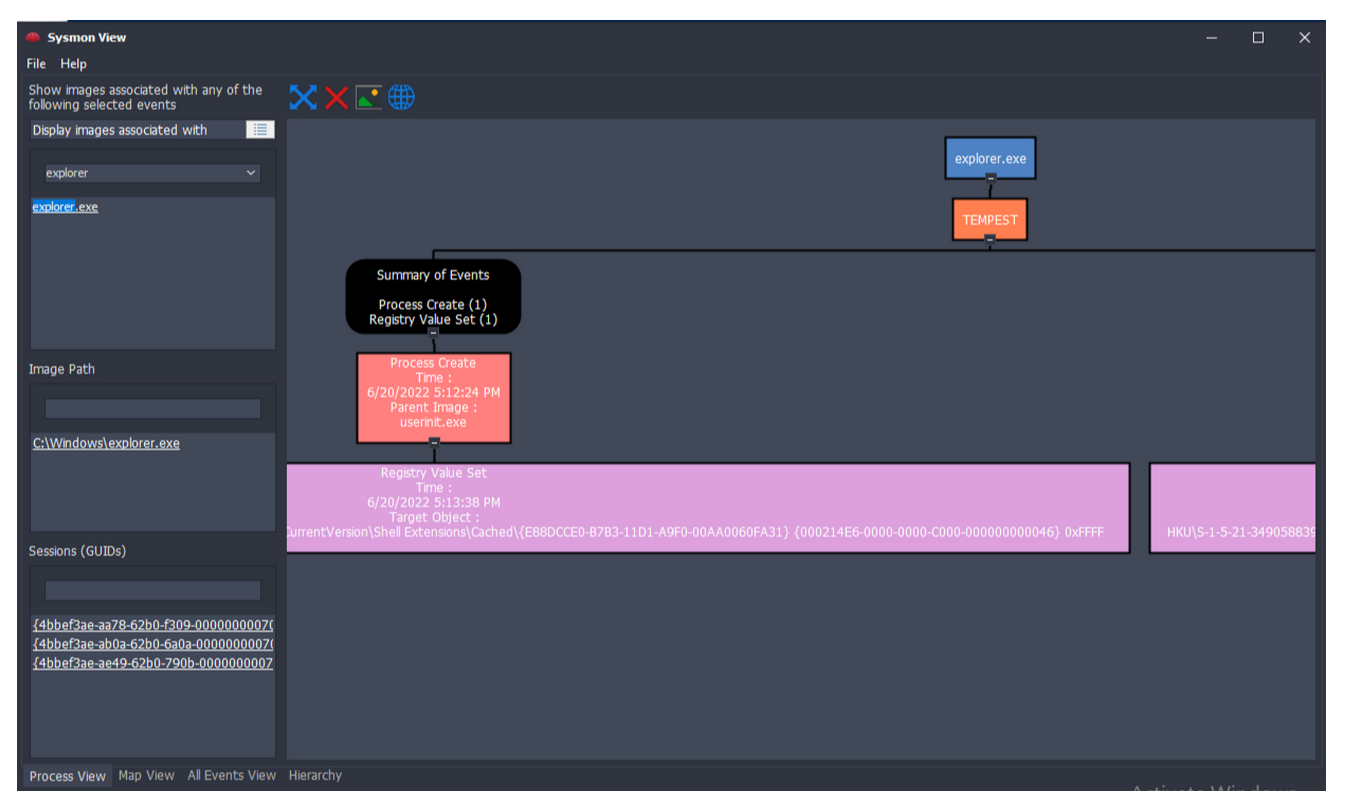 Sysmon View
File Help
Show images associated with any of the
following selected events
Display images associated with
explorer
explorer.exe
Image Path
C:\Windows\explorer.exe
Sessions (GUIDs)
{4bbef3ae-aa78-62b0-f309-00000000070
{4bbef3ae-ab0a-62b0-6a0a-00000000070
{4bbef3ae-ae49-62b0-790b-0000000007
explorer.exe
TEMPEST
Summary of Events
Process Create (1)
Registry Value Set (1)
Process Create
Time :
6/20/2022 5:12:24 PM
Parent Image :
userinit.exe
Registry Value Set
Time :
6/20/2022 5:13:38 PM
Target Object :
CurrentVersion\Shell Extensions\Cached\{E88DCCE0-B7B3-11D1-A9F0-00AA0060FA31} {000214E6-0000-0000-C000-000000000046} 0xFFFF
HKU\S-1-5-21-349058839
Process View Map View All Events View Hierarchy